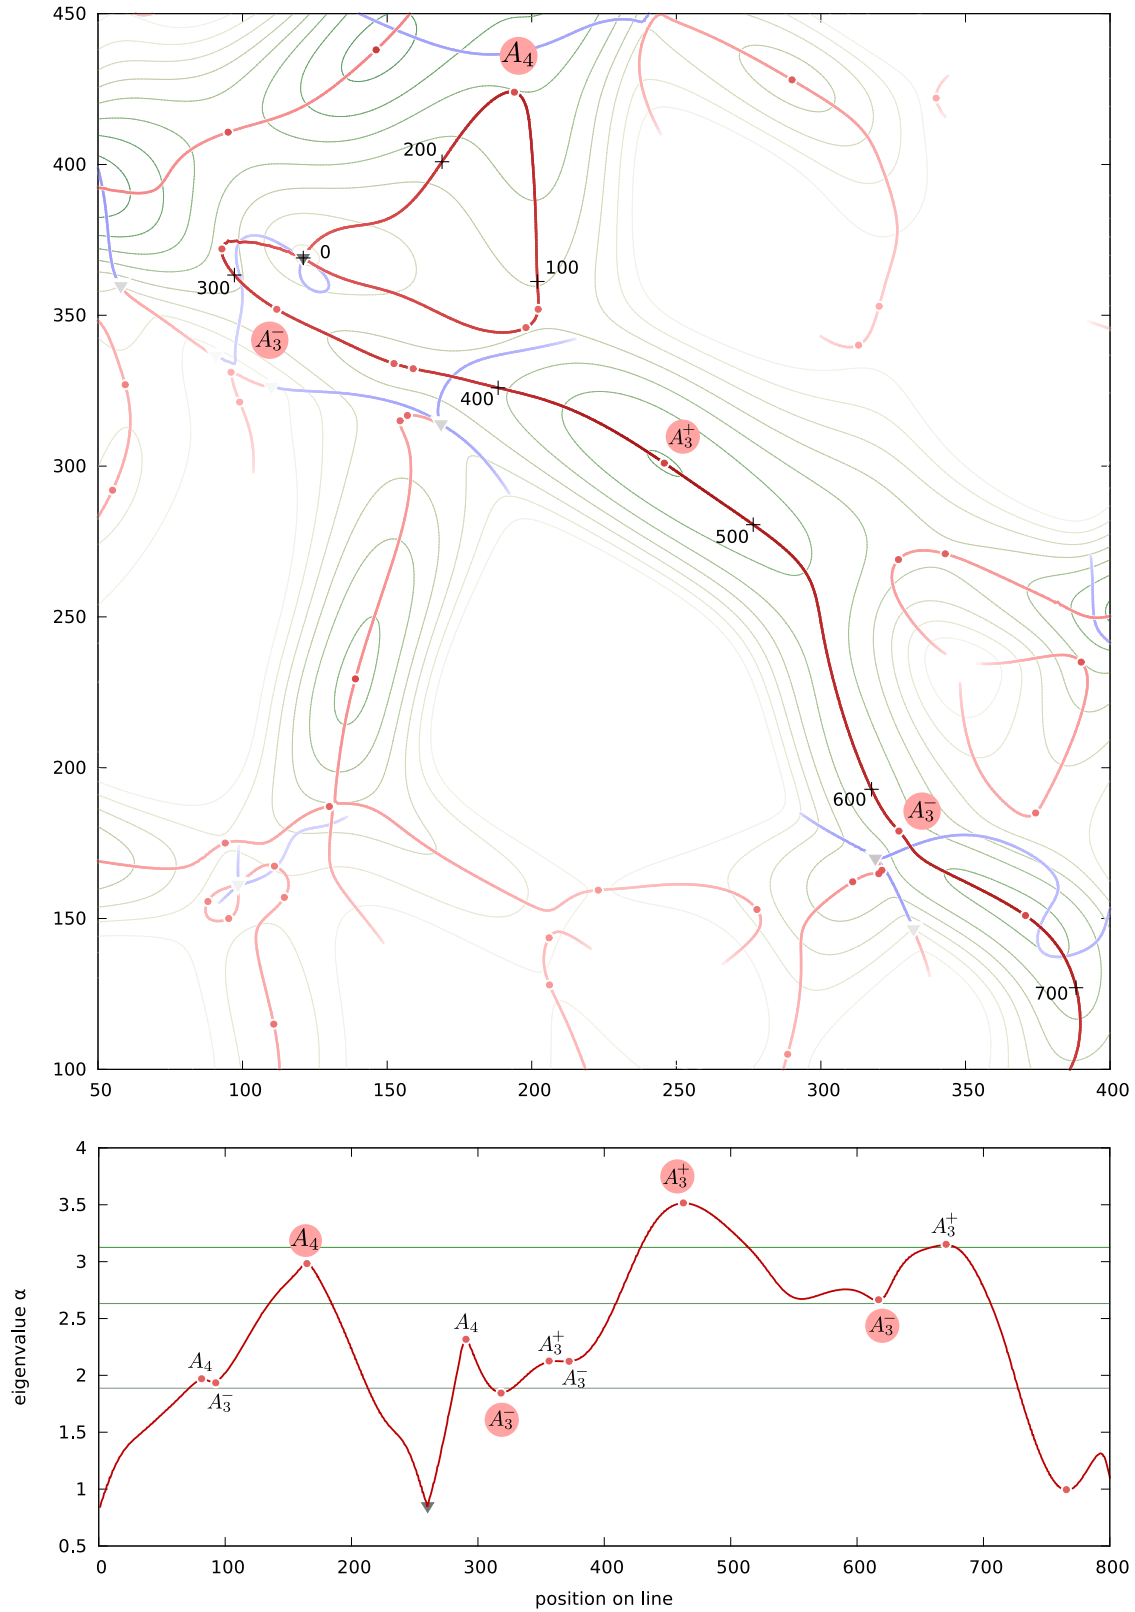 450
A₄
200
400
0
100
300
350
A₃⁻
400
A₃⁺
300
500
250
200
600
A₃⁻
150
700
100
50 100 150 200 250 300 350 400
4
A₃⁺
3.5
A₄
A₃⁺
3
2.5
A₄
A₃⁻
A₃⁺
eigenvalue α
A₄
2
A₃⁻
A₃⁻
A₃⁻
1.5
1
0.5
0 100 200 300 400 500 600 700 800
position on line